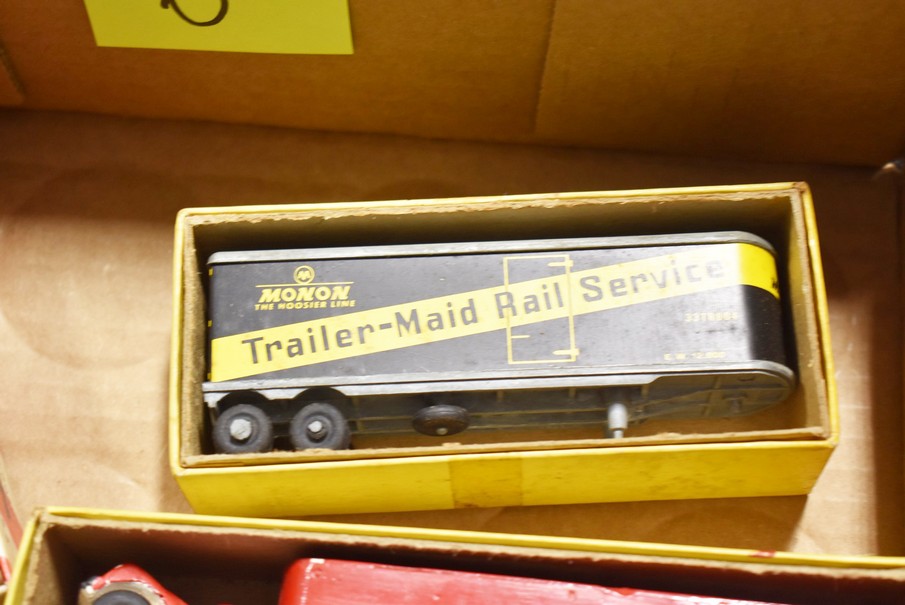 MONON
THE HOOSIER LINE
Trailer-Maid Rail Service